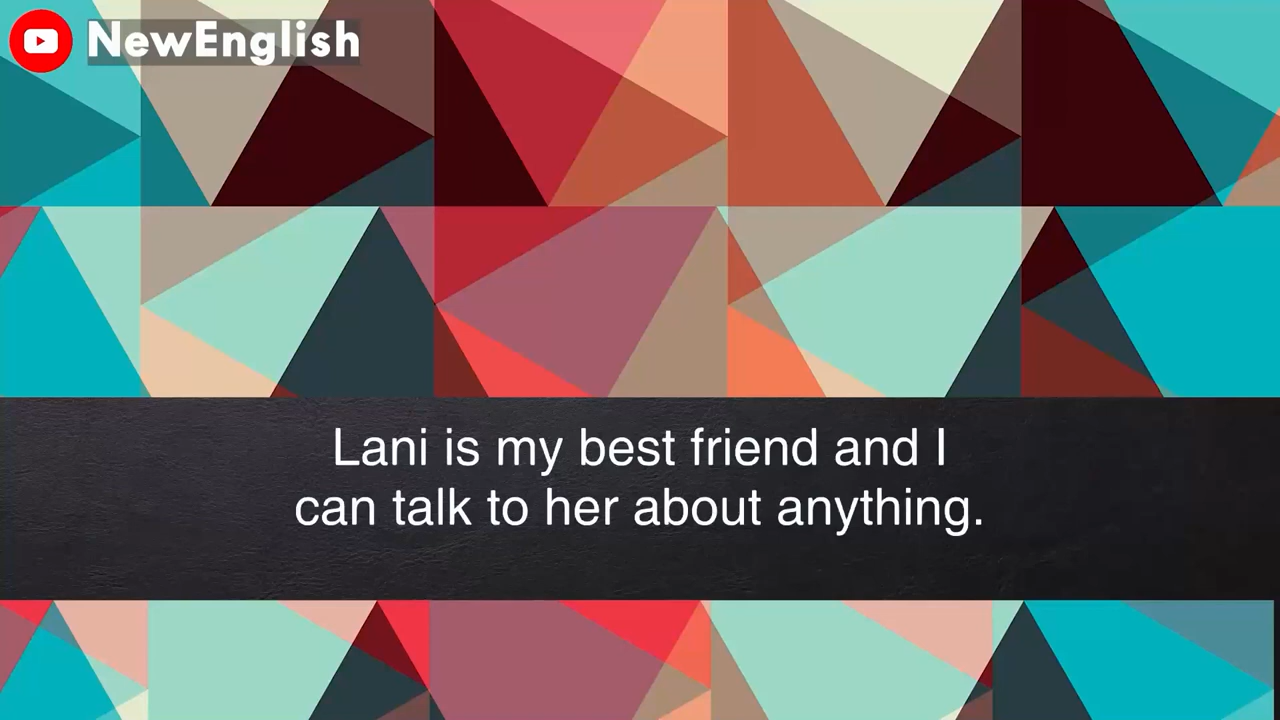 NewEnglish
Lani is my best friend and I
can talk to her about anything.